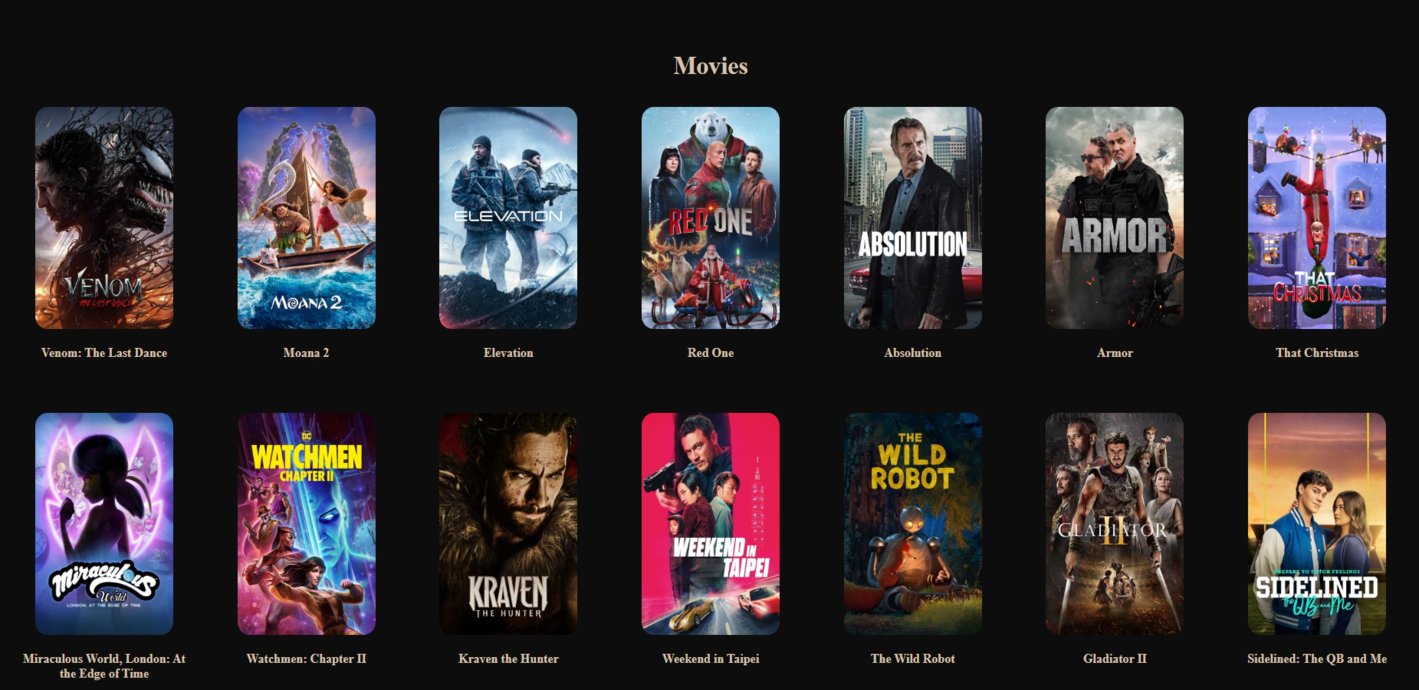 Movies
VENOM
THE LAST DANCE
MOANA 2
ELEVATION
RED ONE
ABSOLUTION
ARMOR
THAT
CHRISTMAS
Venom: The Last Dance
Moana 2
Elevation
Red One
Absolution
Armor
That Christmas
Miraculous
World
LONDON: AT THE EDGE OF TIME
DC
WATCHMEN
CHAPTER II
KRAVEN
THE HUNTER
WEEKEND IN
TAIPEI
THE
WILD
ROBOT
GLADIATOR
II
PREPARE TO CATCH FEELINGS
SIDELINED
the QB and Me
Miraculous World, London: At
the Edge of Time
Watchmen: Chapter II
Kraven the Hunter
Weekend in Taipei
The Wild Robot
Gladiator II
Sidelined: The QB and Me